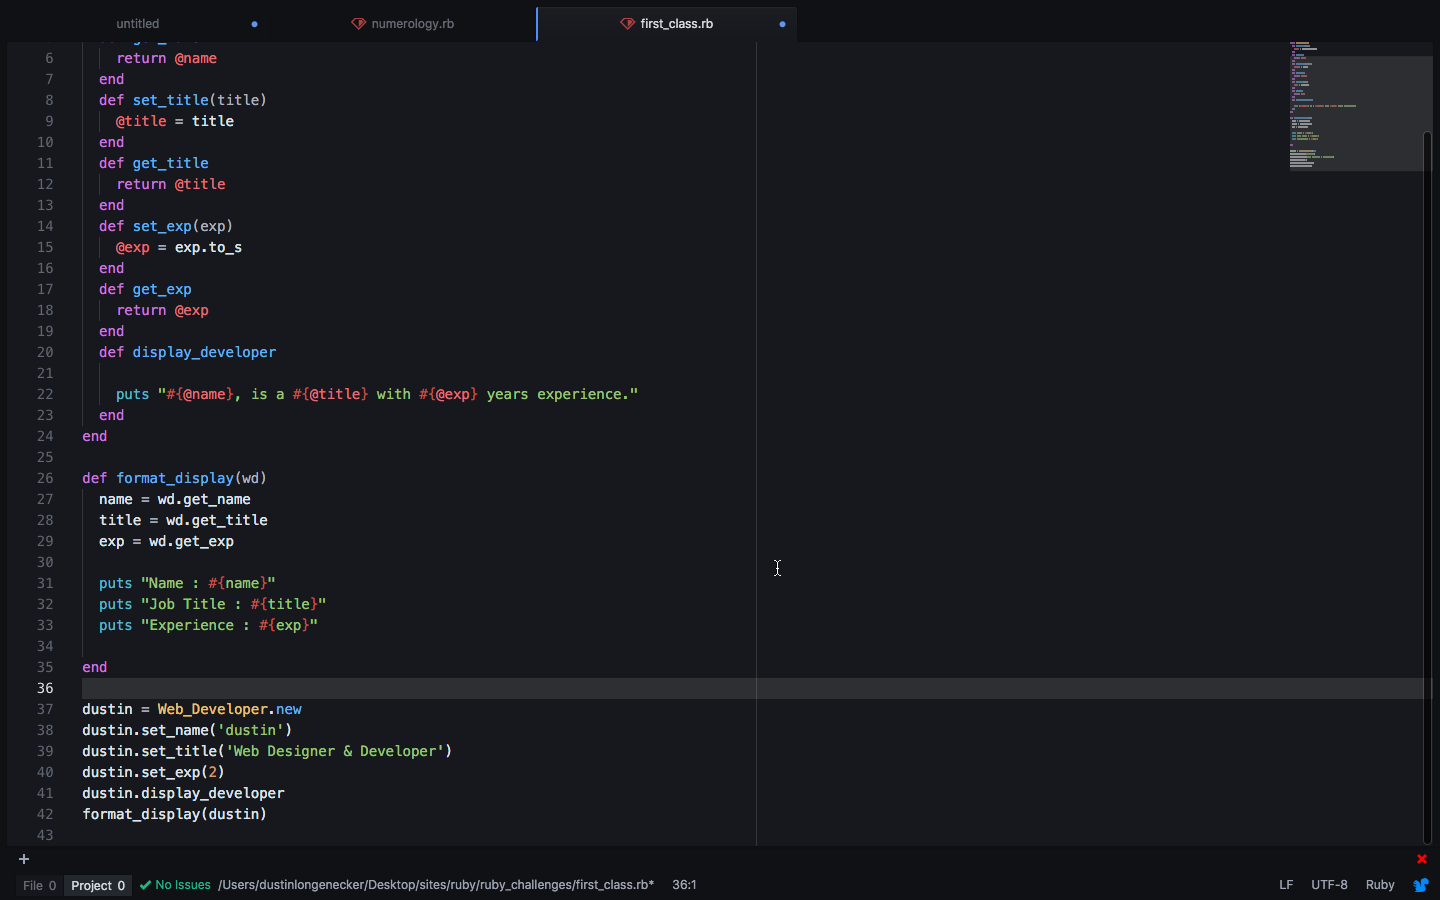 untitled
numerology.rb
first_class.rb
6 return @name
7 end
8 def set_title(title)
9 @title = title
10 end
11 def get_title
12 return @title
13 end
14 def set_exp(exp)
15 @exp = exp.to_s
16 end
17 def get_exp
18 return @exp
19 end
20 def display_developer
21
22 puts "#{@name}, is a #{@title} with #{@exp} years experience."
23 end
24 end
25
26 def format_display(wd)
27 name = wd.get_name
28 title = wd.get_title
29 exp = wd.get_exp
30
31 puts "Name : #{name}"
32 puts "Job Title : #{title}"
33 puts "Experience : #{exp}"
34
35 end
36
37 dustin = Web_Developer.new
38 dustin.set_name('dustin')
39 dustin.set_title('Web Designer & Developer')
40 dustin.set_exp(2)
41 dustin.display_developer
42 format_display(dustin)
43
File 0 Project 0 No Issues /Users/dustinlongenecker/Desktop/sites/ruby/ruby_challenges/first_class.rb* 36:1 LF UTF-8 Ruby